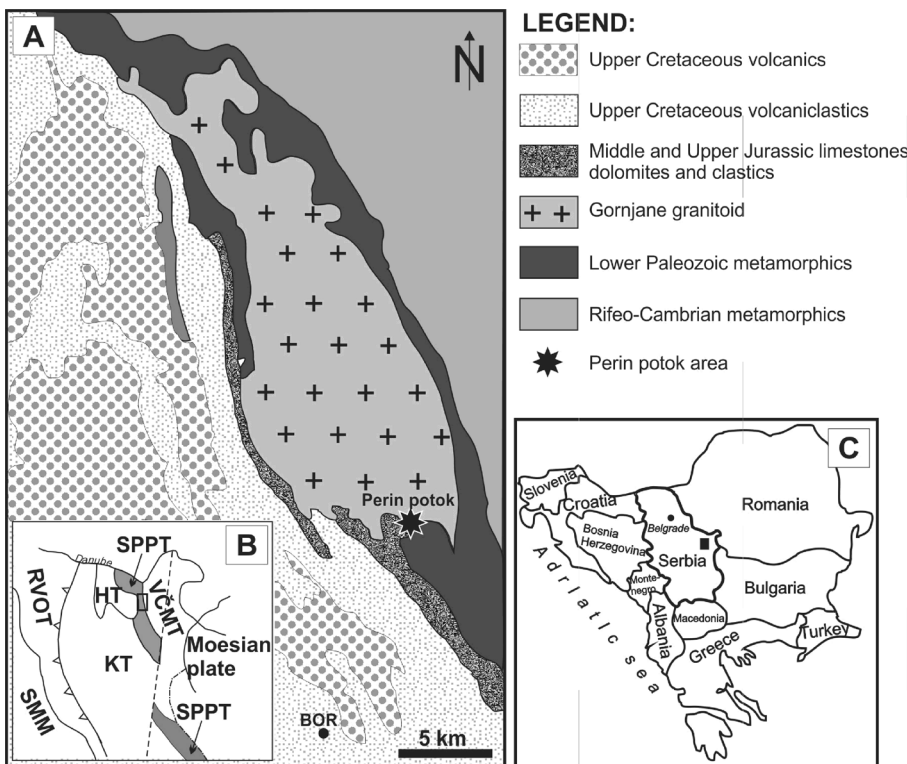 A
N
Perin potok
BOR
5 km
B
SPPT
Danube
RVOT
HT
VČMT
KT
Moesian
plate
SMM
SPPT
LEGEND:
Upper Cretaceous volcanics
Upper Cretaceous volcaniclastics
Middle and Upper Jurassic limestones
dolomites and clastics
Gornjane granitoid
Lower Paleozoic metamorphics
Rifeo-Cambrian metamorphics
Perin potok area
C
Slovenia
Croatia
Romania
Bosnia
Herzegovina
Belgrade
Serbia
Monte-
negro
Bulgaria
Adriatic sea
Albania
Macedonia
Greece
Turkey